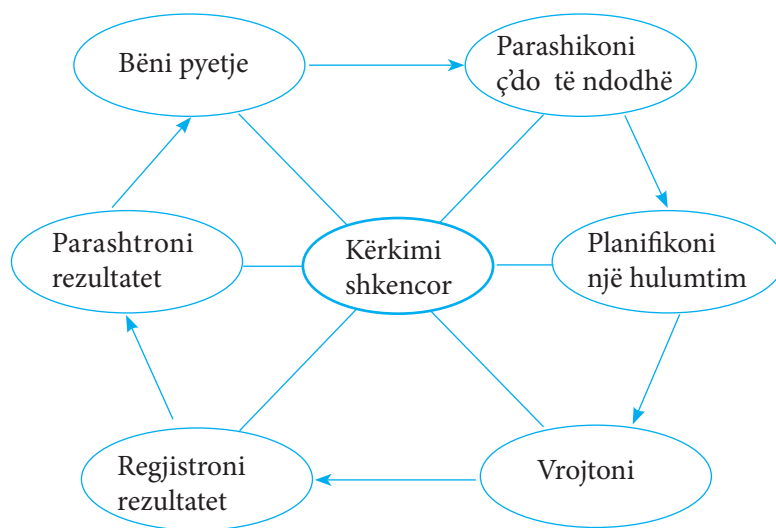 Bëni pyetje
Parashikoni
ç'do të ndodhë
Parashtroni
rezultatet
Kërkimi
shkencor
Planifikoni
një hulumtim
Regjistroni
rezultatet
Vrojtoni